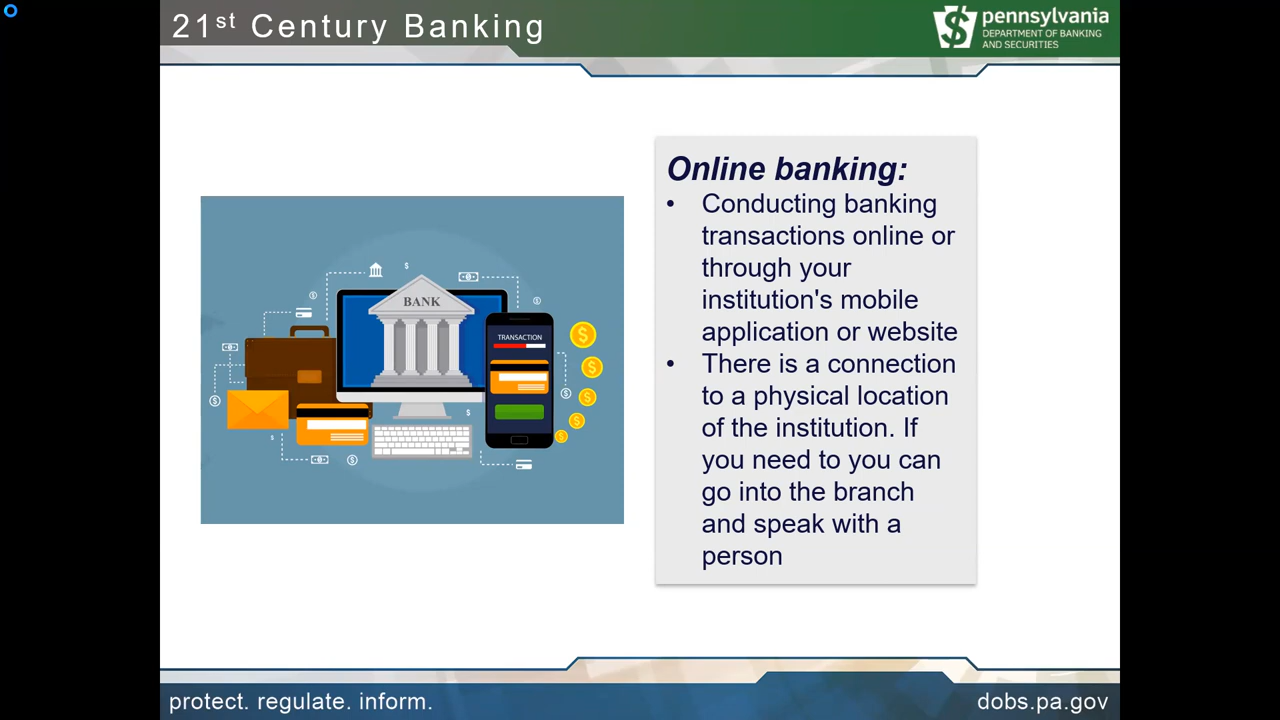 21st Century Banking
pennsylvania
DEPARTMENT OF BANKING
AND SECURITIES
BANK
TRANSACTION
Online banking:
• Conducting banking
transactions online or
through your
institution's mobile
application or website
• There is a connection
to a physical location
of the institution. If
you need to you can
go into the branch
and speak with a
person
protect. regulate. inform.
dobs.pa.gov